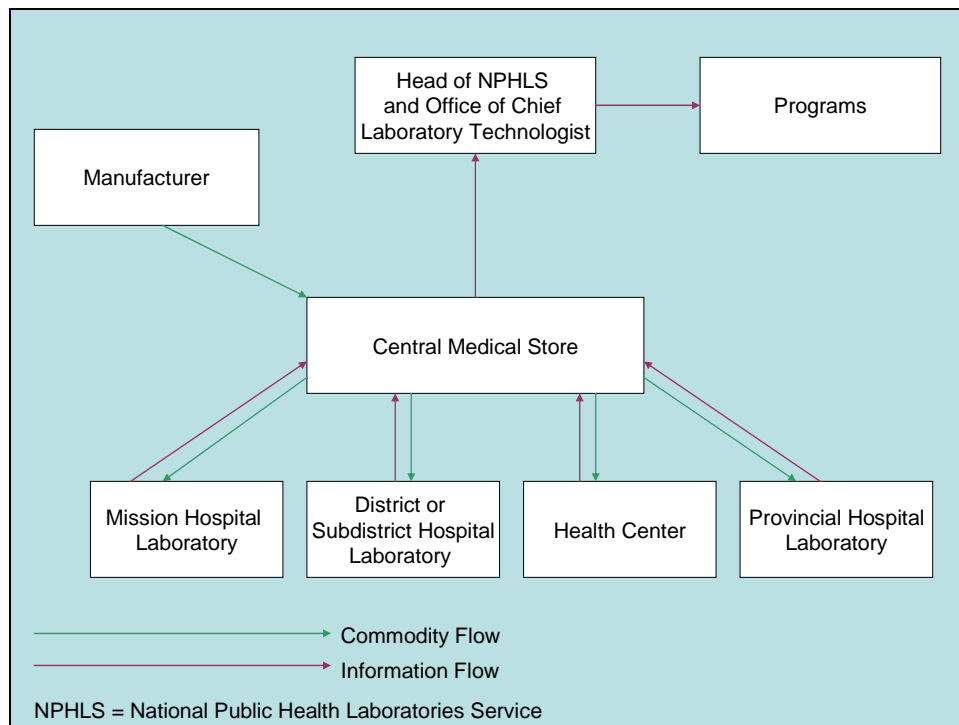 Head of NPHLS
and Office of Chief
Laboratory Technologist
Programs
Manufacturer
Central Medical Store
Mission Hospital
Laboratory
District or
Subdistrict Hospital
Laboratory
Health Center
Provincial Hospital
Laboratory
Commodity Flow
Information Flow
NPHLS = National Public Health Laboratories Service